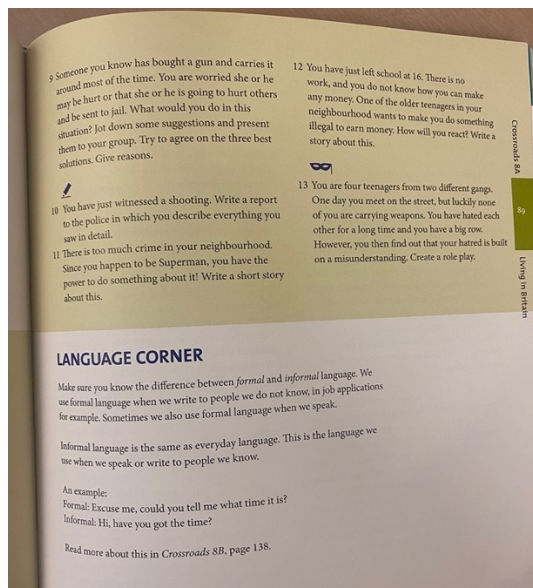 9 Someone you know has bought a gun and carries it
around most of the time. You are worried she or he
may be hurt or that she or he is going to hurt others
and be sent to jail. What would you do in this
situation? Jot down some suggestions and present
them to your group. Try to agree on the three best
solutions. Give reasons.
10 You have just witnessed a shooting. Write a report
to the police in which you describe everything you
saw in detail.
11 There is too much crime in your neighbourhood.
Since you happen to be Superman, you have the
power to do something about it! Write a short story
about this.
12 You have just left school at 16. There is no
work, and you do not know how you can make
any money. One of the older teenagers in your
neighbourhood wants to make you do something
illegal to earn money. How will you react? Write a
story about this.
13 You are four teenagers from two different gangs.
One day you meet on the street, but luckily none
of you are carrying weapons. You have hated each
other for a long time and you have a big row.
However, you then find out that your hatred is built
on a misunderstanding. Create a role play.
Crossroads 8A
89
Living in Britain
LANGUAGE CORNER
Make sure you know the difference between formal and informal language. We
use formal language when we write to people we do not know, in job applications
for example. Sometimes we also use formal language when we speak.
Informal language is the same as everyday language. This is the language we
use when we speak or write to people we know.
An example:
Formal: Excuse me, could you tell me what time it is?
Informal: Hi, have you got the time?
Read more about this in Crossroads 8B, page 138.